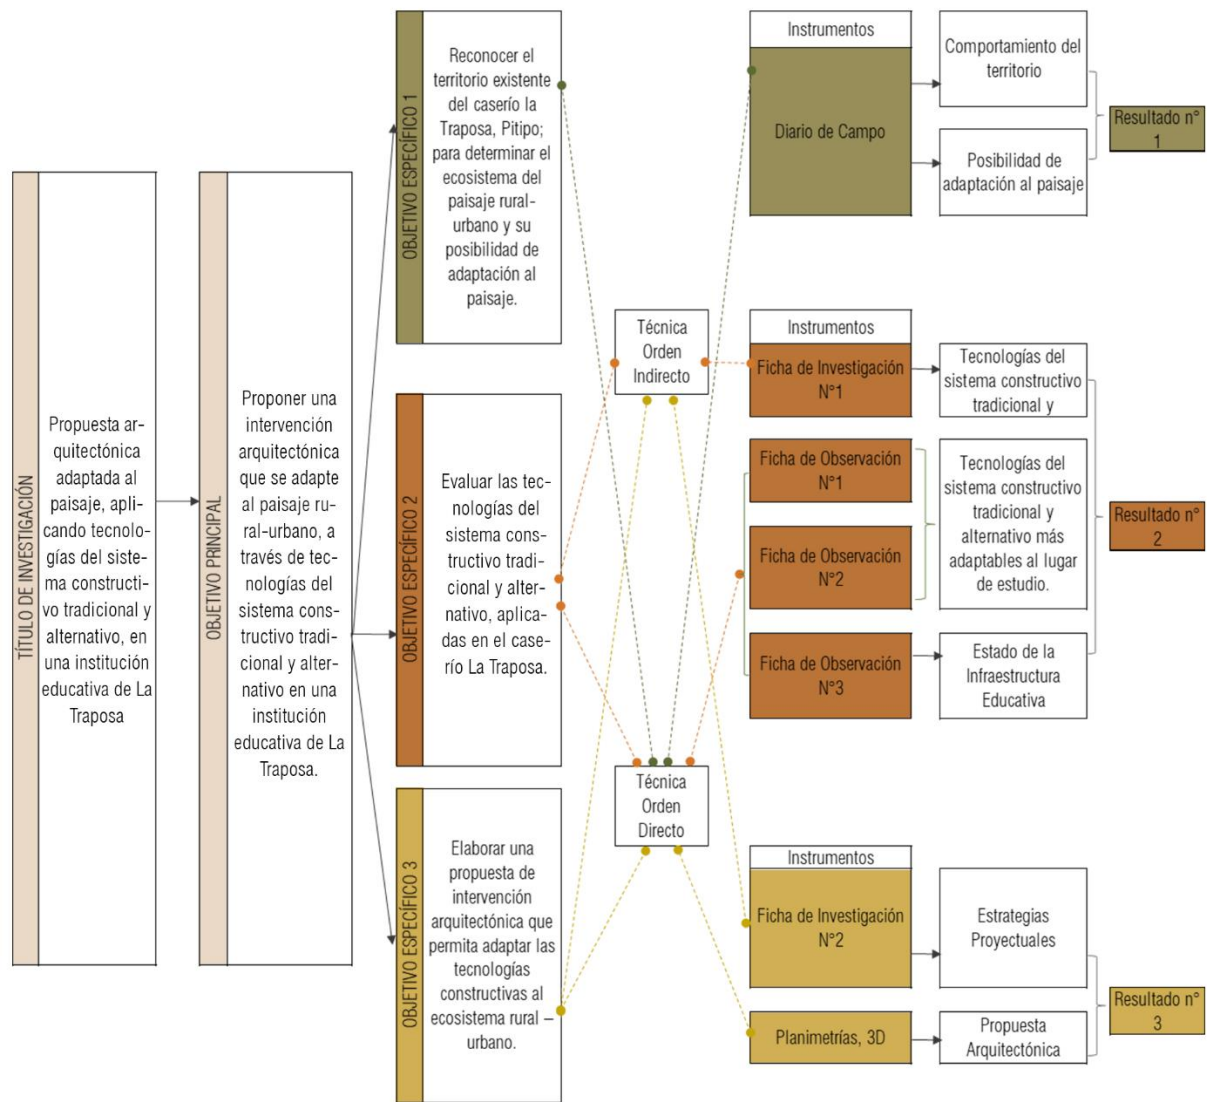 TÍTULO DE INVESTIGACIÓN
Propuesta ar-
quitectónica
adaptada al
paisaje, apli-
cando tecnolo-
gías del siste-
ma constructi-
vo tradicional y
alternativo, en
una institución
educativa de La
Traposa
OBJETIVO PRINCIPAL
Proponer una
intervención
arquitectónica
que se adapte
al paisaje ru-
ral-urbano, a
través de tec-
nologías del
sistema cons-
tructivo tradi-
cional y alter-
nativo en una
institución
educativa de La
Traposa.
OBJETIVO ESPECÍFICO 1
Reconocer el
territorio existente
del caserío la
Traposa, Pitipo;
para determinar el
ecosistema del
paisaje rural-
urbano y su
posibilidad de
adaptación al
paisaje.
OBJETIVO ESPECÍFICO 2
Evaluar las tec-
nologías del
sistema con-
structivo tradi-
cional y alter-
nativo, aplica-
das en el case-
río La Traposa.
OBJETIVO ESPECÍFICO 3
Elaborar una
propuesta de
intervención
arquitectónica que
permita adaptar las
tecnologías
constructivas al
ecosistema rural –
urbano.
Técnica
Orden
Indirecto
Técnica
Orden
Directo
Instrumentos
Diario de Campo
Comportamiento del
territorio
Posibilidad de
adaptación al paisaje
Resultado n°
1
Instrumentos
Ficha de Investigación
N°1
Tecnologías del
sistema constructivo
tradicional y
Ficha de Observación
N°1
Ficha de Observación
N°2
Tecnologías del
sistema constructivo
tradicional y
alternativo más
adaptables al lugar
de estudio.
Ficha de Observación
N°3
Estado de la
Infraestructura
Educativa
Resultado n°
2
Instrumentos
Ficha de Investigación
N°2
Estrategias
Proyectuales
Planimetrías, 3D
Propuesta
Arquitectónica
Resultado n°
3